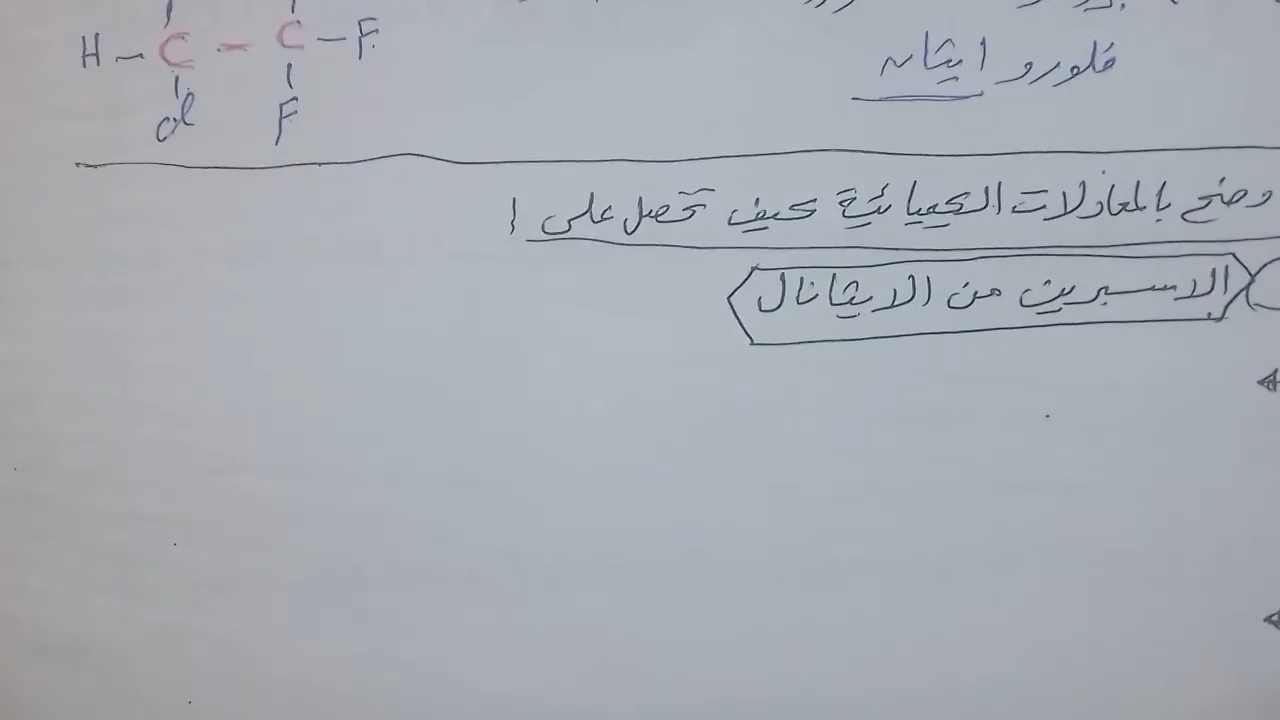 H - C - C - F
فلورو ايثان
cl F
وضح بالمعادلات الكيميائية كيف تحصل على :
الاسبرين من الايثانال